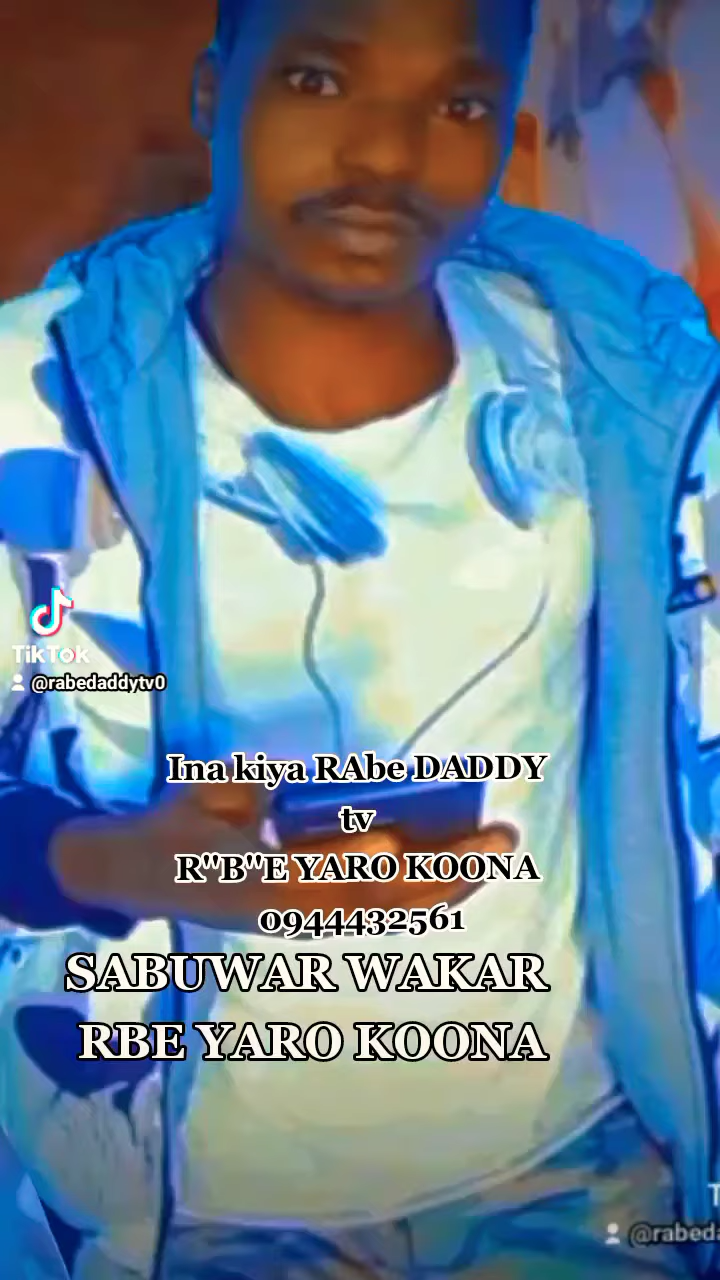 TikTok
@rabedaddytv0
Ina kiya RAbe DADDY
tv
R"B"E YARO KOONA
0944432561
SABUWAR WAKAR
RBE YARO KOONA
@rabeda